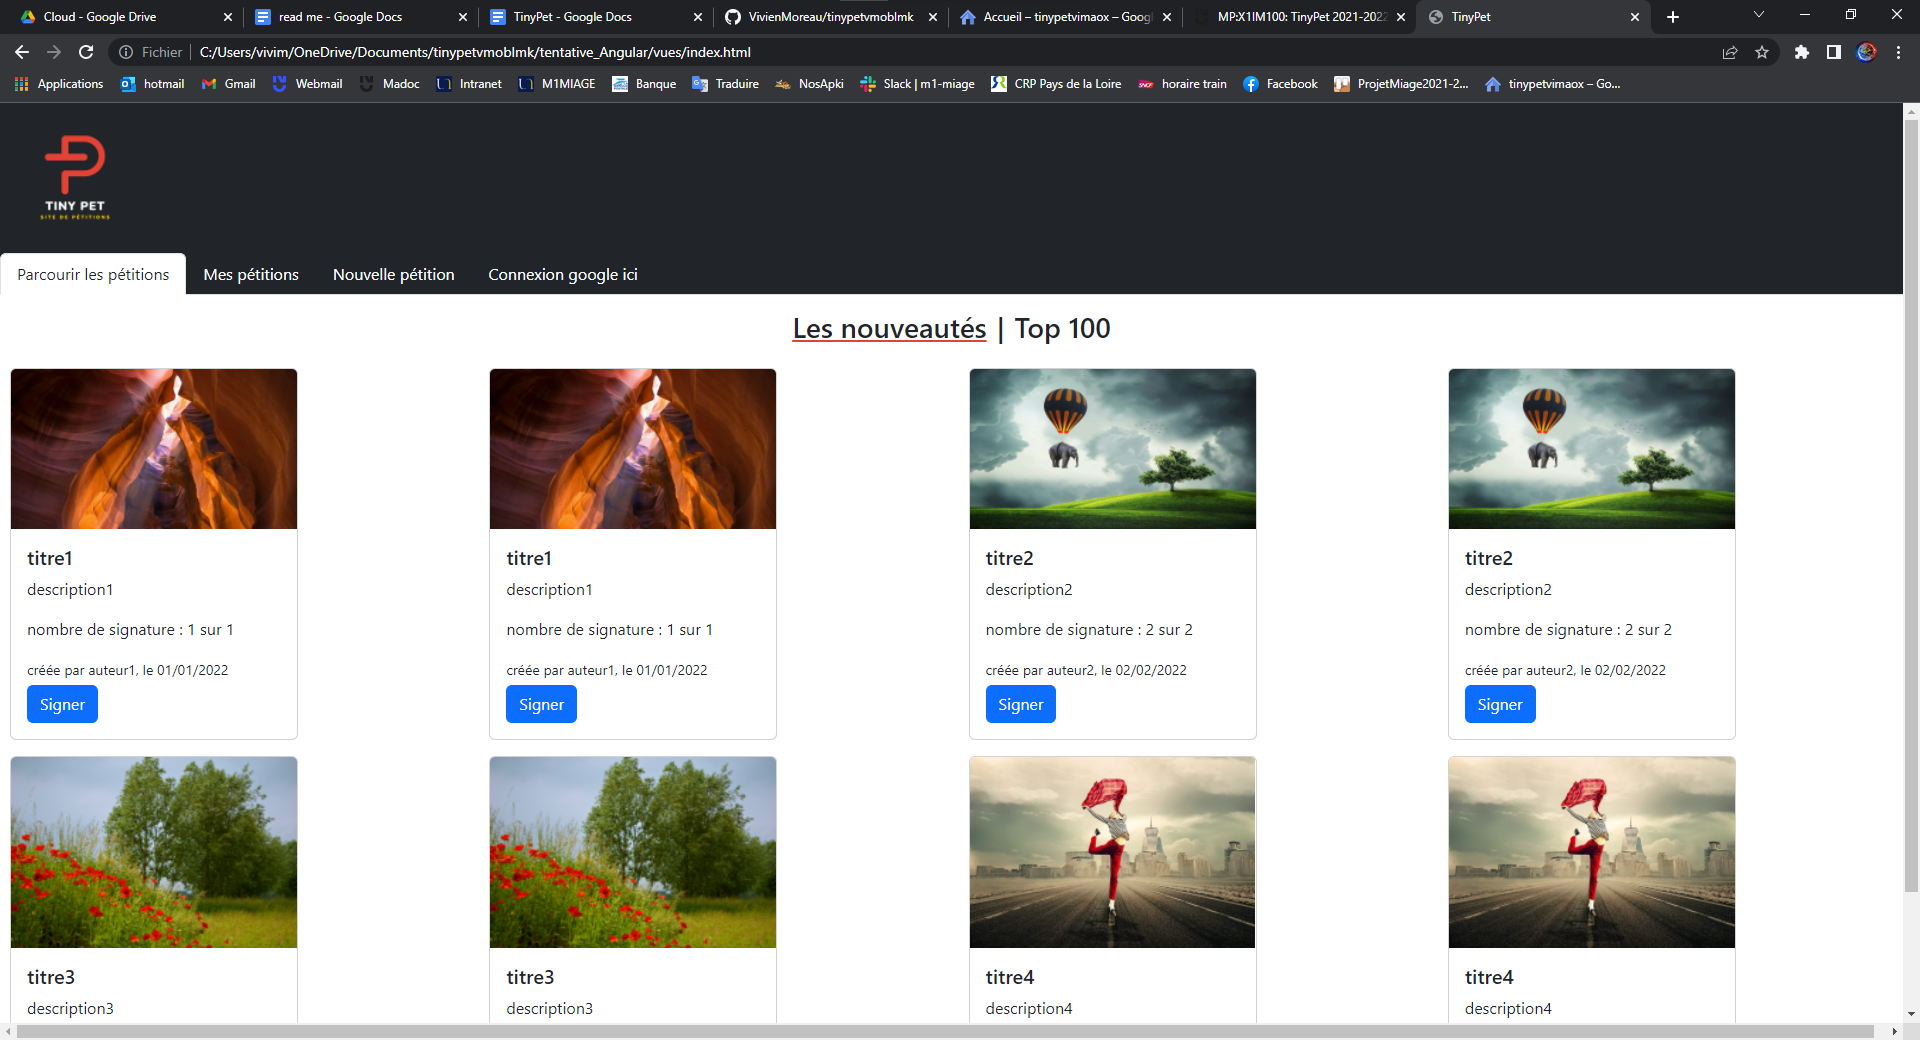 Cloud - Google Drive
read me - Google Docs
TinyPet - Google Docs
VivienMoreau/tinypetvmoblmk
Accueil – tinypetvimaox – Goog
MP:X1IM100: TinyPet 2021-2022
TinyPet
Fichier C:/Users/vivim/OneDrive/Documents/tinypetvmoblmk/tentative_Angular/vues/index.html
Applications hotmail Gmail Webmail Madoc Intranet M1MIAGE Banque Traduire NosApki Slack | m1-miage CRP Pays de la Loire horaire train Facebook ProjetMiage2021-2... tinypetvimaox – Go...
TINY PET
SITE DE PÉTITIONS
Parcourir les pétitions Mes pétitions Nouvelle pétition Connexion google ici
Les nouveautés | Top 100
titre1 titre1 titre2 titre2
description1 description1 description2 description2
nombre de signature : 1 sur 1 nombre de signature : 1 sur 1 nombre de signature : 2 sur 2 nombre de signature : 2 sur 2
créée par auteur1, le 01/01/2022 créée par auteur1, le 01/01/2022 créée par auteur2, le 02/02/2022 créée par auteur2, le 02/02/2022
Signer Signer Signer Signer
titre3 titre3 titre4 titre4
description3 description3 description4 description4